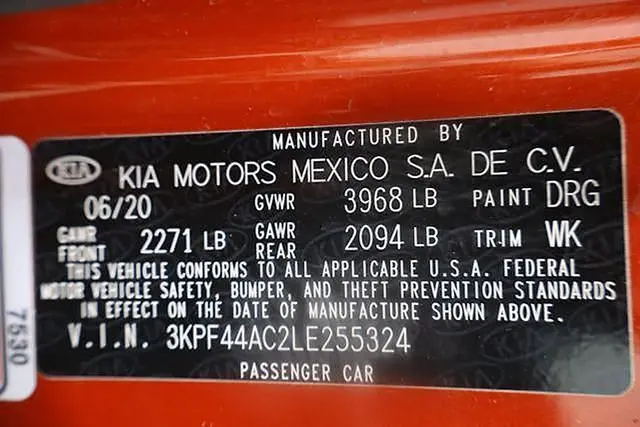 MANUFACTURED BY
KIA KIA MOTORS MEXICO S.A. DE C.V.
06/20 GVWR 3968 LB PAINT DRG
GAWR FRONT 2271 LB GAWR REAR 2094 LB TRIM WK
THIS VEHICLE CONFORMS TO ALL APPLICABLE U.S.A. FEDERAL
MOTOR VEHICLE SAFETY, BUMPER, AND THEFT PREVENTION STANDARDS
IN EFFECT ON THE DATE OF MANUFACTURE SHOWN ABOVE.
V.I.N. 3KPF44AC2LE255324
PASSENGER CAR
7530